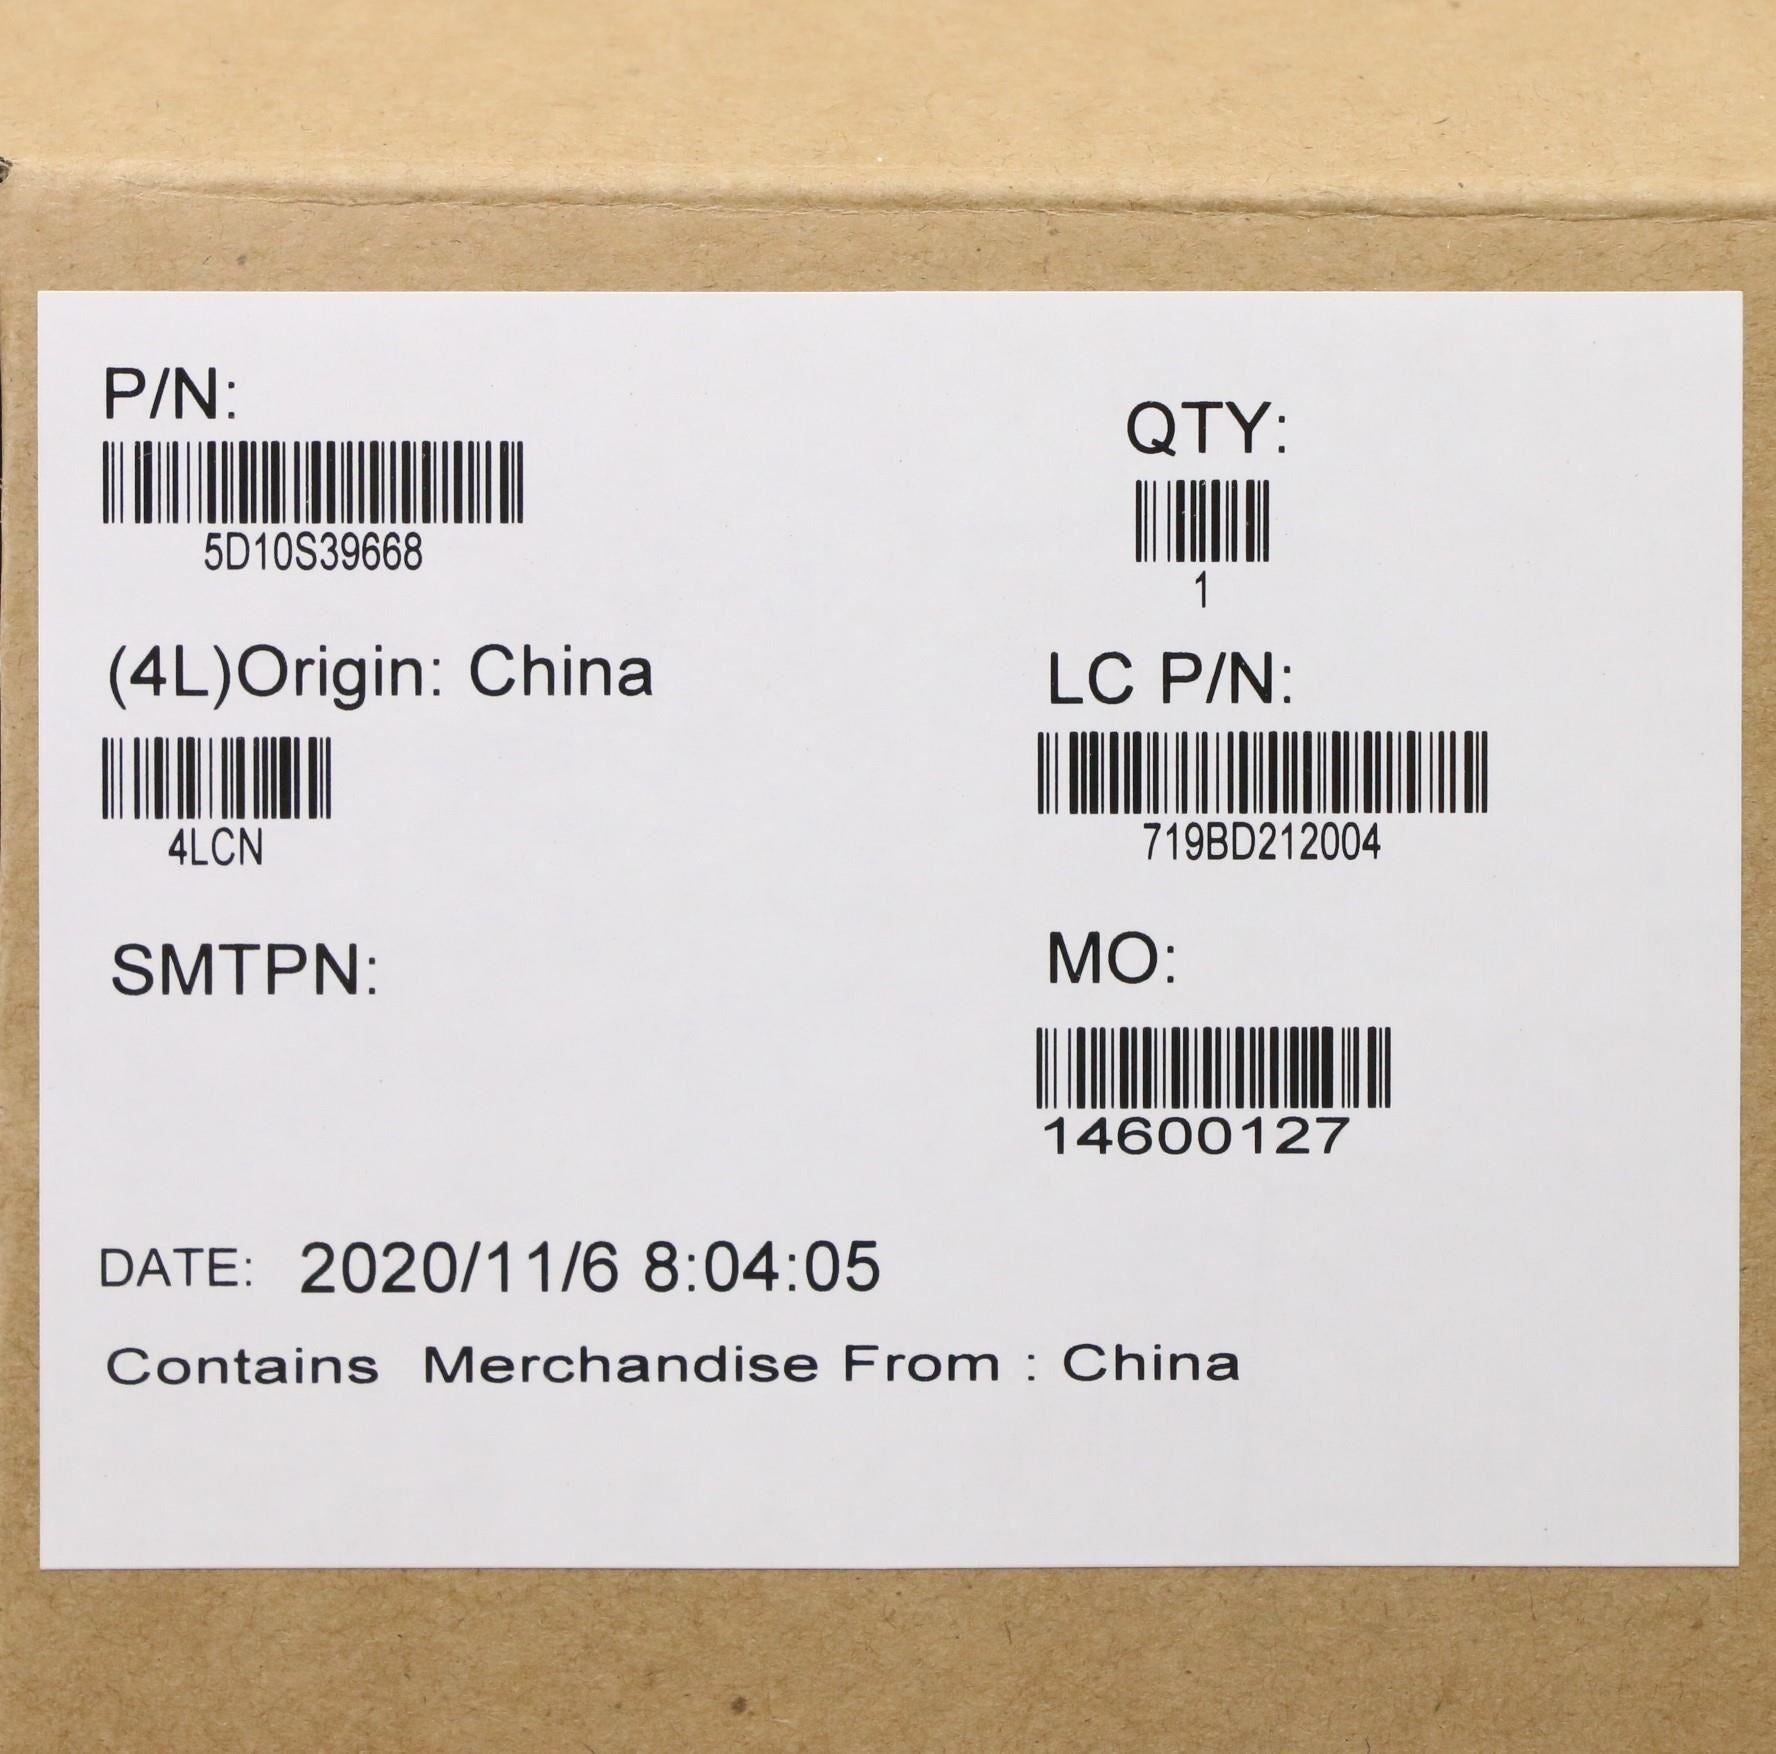 P/N:
5D10S39668
QTY:
1
(4L)Origin: China
4LCN
LC P/N:
719BD212004
SMTPN:
MO:
14600127
DATE: 2020/11/6 8:04:05
Contains Merchandise From : China